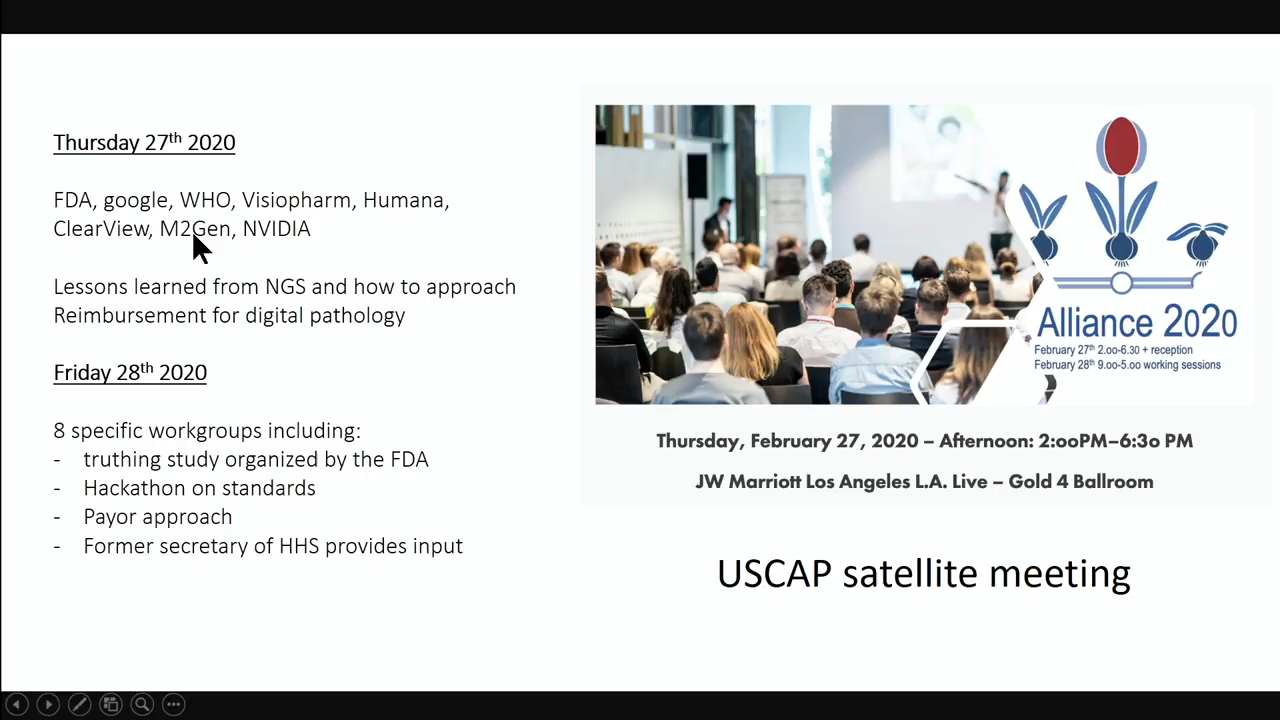 Thursday 27th 2020
FDA, google, WHO, Visiopharm, Humana,
ClearView, M2Gen, NVIDIA
Lessons learned from NGS and how to approach
Reimbursement for digital pathology
Friday 28th 2020
8 specific workgroups including:
- truthing study organized by the FDA
- Hackathon on standards
- Payor approach
- Former secretary of HHS provides input
Alliance 2020
February 27th 2.oo-6.30 + reception
February 28th 9.oo-5.oo working sessions
Thursday, February 27, 2020 – Afternoon: 2:ooPM–6:3o PM
JW Marriott Los Angeles L.A. Live – Gold 4 Ballroom
USCAP satellite meeting